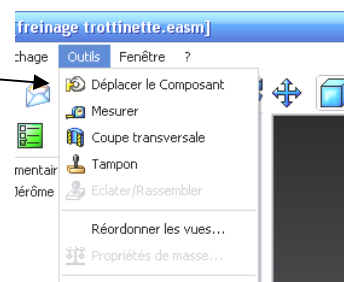 [freinage trottinette.easm]
chage Outils Fenêtre ?
Déplacer le Composant
Mesurer
Coupe transversale
Tampon
mentair
Eclater/Rassembler
Jérôme
Réordonner les vues...
Propriétés de masse...